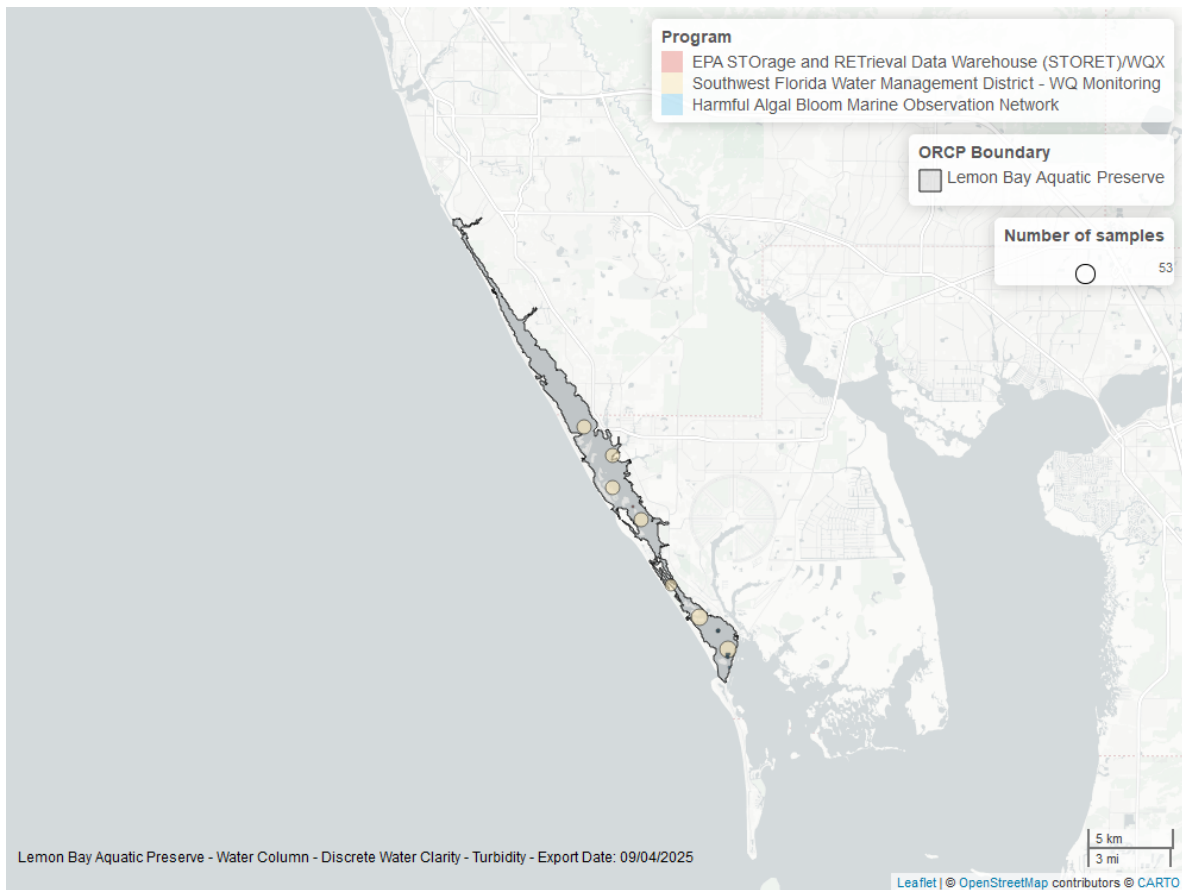 Program
EPA STOrage and RETrieval Data Warehouse (STORET)/WQX
Southwest Florida Water Management District - WQ Monitoring
Harmful Algal Bloom Marine Observation Network
ORCP Boundary
Lemon Bay Aquatic Preserve
Number of samples
53
5 km
3 mi
Lemon Bay Aquatic Preserve - Water Column - Discrete Water Clarity - Turbidity - Export Date: 09/04/2025
Leaflet | © OpenStreetMap contributors © CARTO